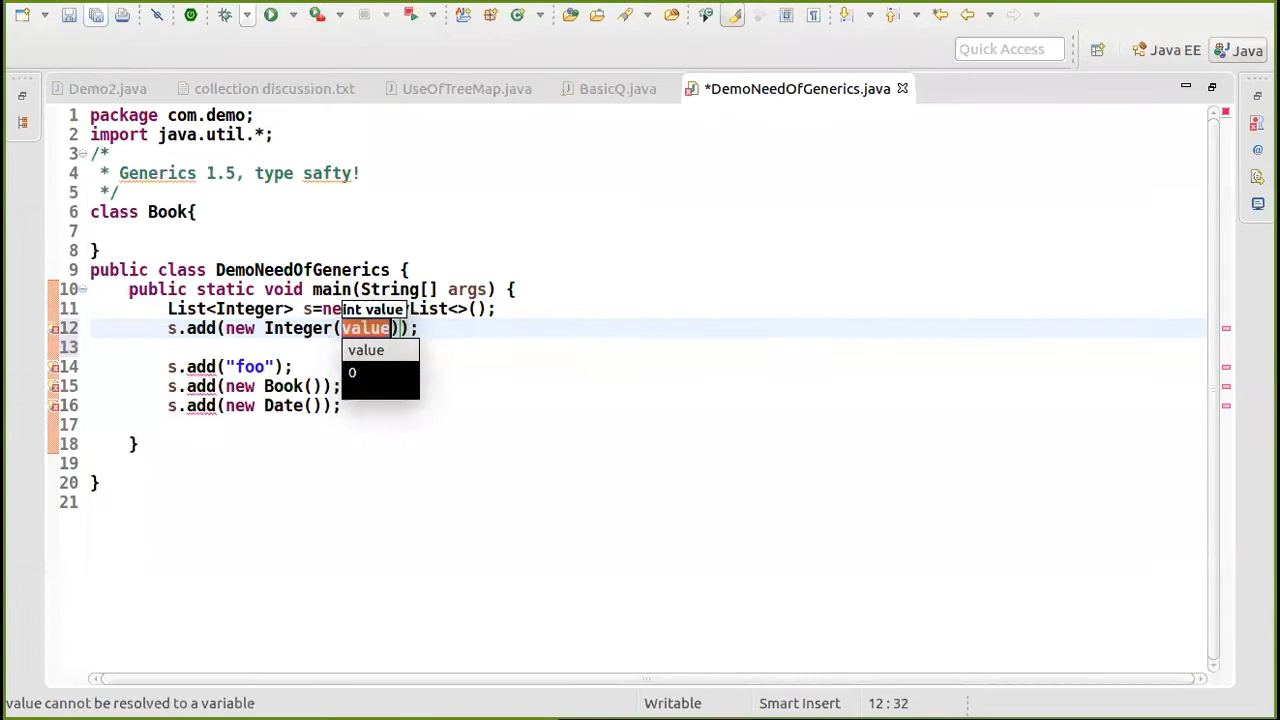 Quick Access
Java EE
Java
Demo2.java
collection discussion.txt
UseOfTreeMap.java
BasicQ.java
*DemoNeedOfGenerics.java
1 package com.demo;
2 import java.util.*;
3 /*
4 * Generics 1.5, type safty!
5 */
6 class Book{
7
8 }
9 public class DemoNeedOfGenerics {
10 public static void main(String[] args) {
11 List<Integer> s=ne int value List<>();
12 s.add(new Integer(value));
13 value
0
14 s.add("foo");
15 s.add(new Book());
16 s.add(new Date());
17
18 }
19
20 }
21
value cannot be resolved to a variable
Writable
Smart Insert
12 : 32